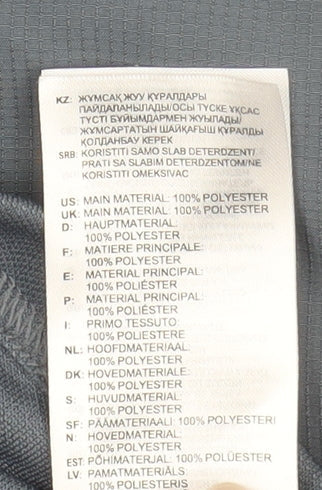 KZ: ЖҰМСАҚ ЖУУ ҚҰРАЛДАРЫ
ПАЙДАЛАНЫЛАДЫ/ОСЫ ТҮСКЕ ҰҚСАС
ТҮСТІ БҰЙЫМДАРМЕН ЖУЫЛАДЫ/
ЖҰМСАРТАТЫН ШАЙҚАҒЫШ ҚҰРАЛДЫ
ҚОЛДАНБАУ КЕРЕК
SRB: KORISTITI SAMO SLAB DETERDZENT/
PRATI SA SLABIM DETERDZENTOM/NE
KORISTITI OMEKSIVAC
US: MAIN MATERIAL: 100% POLYESTER
UK: MAIN MATERIAL: 100% POLYESTER
D: HAUPTMATERIAL:
100% POLYESTER
F: MATIERE PRINCIPALE:
100% POLYESTER
E: MATERIAL PRINCIPAL:
100% POLIÉSTER
P: MATERIAL PRINCIPAL:
100% POLIÉSTER
I: PRIMO TESSUTO:
100% POLIESTERE
NL: HOOFDMATERIAAL:
100% POLYESTER
DK: HOVEDMATERIALE:
100% POLYESTER
S: HUVUDMATERIAL
100% POLYESTER
SF: PÄÄMATERIAALI: 100% POLYESTERI
N: HOVEDMATERIAL:
100% POLYESTER
EST: PÕHIMATERJAL: 100% POLÜESTER
LV: PAMATMATERIĀLS:
100% POLIESTERIS